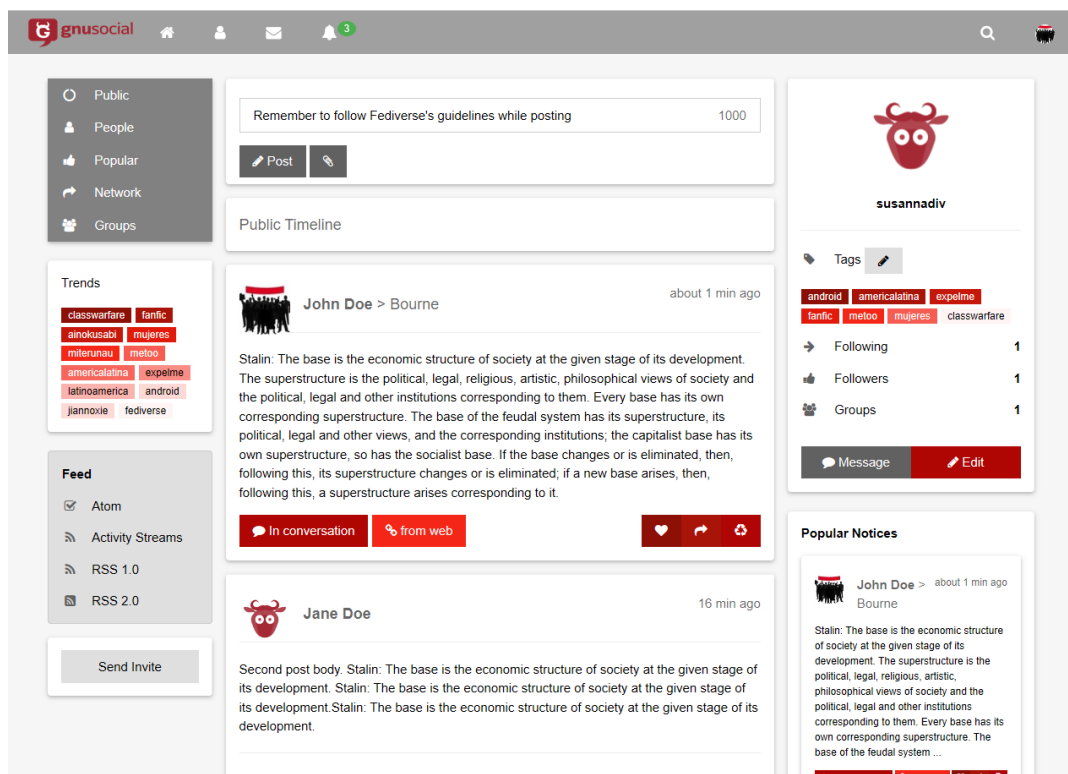 gnusocial
3
Public
People
Popular
Network
Groups
Trends
classwarfare fanfic
ainokusabi mujeres
miterunau metoo
americalatina expelme
latinoamerica android
jiannoxie fediverse
Feed
Atom
Activity Streams
RSS 1.0
RSS 2.0
Send Invite
Remember to follow Fediverse's guidelines while posting 1000
Post
Public Timeline
John Doe > Bourne about 1 min ago
Stalin: The base is the economic structure of society at the given stage of its development.
The superstructure is the political, legal, religious, artistic, philosophical views of society and
the political, legal and other institutions corresponding to them. Every base has its own
corresponding superstructure. The base of the feudal system has its superstructure, its
political, legal and other views, and the corresponding institutions; the capitalist base has its
own superstructure, so has the socialist base. If the base changes or is eliminated, then,
following this, its superstructure changes or is eliminated; if a new base arises, then,
following this, a superstructure arises corresponding to it.
In conversation from web
Jane Doe 16 min ago
Second post body. Stalin: The base is the economic structure of society at the given stage of
its development. Stalin: The base is the economic structure of society at the given stage of
its development.Stalin: The base is the economic structure of society at the given stage of its
development.
susannadiv
Tags
android americalatina expelme
fanfic metoo mujeres classwarfare
Following 1
Followers 1
Groups 1
Message Edit
Popular Notices
John Doe > about 1 min ago
Bourne
Stalin: The base is the economic structure
of society at the given stage of its
development. The superstructure is the
political, legal, religious, artistic,
philosophical views of society and the
political, legal and other institutions
corresponding to them. Every base has its
own corresponding superstructure. The
base of the feudal system ...